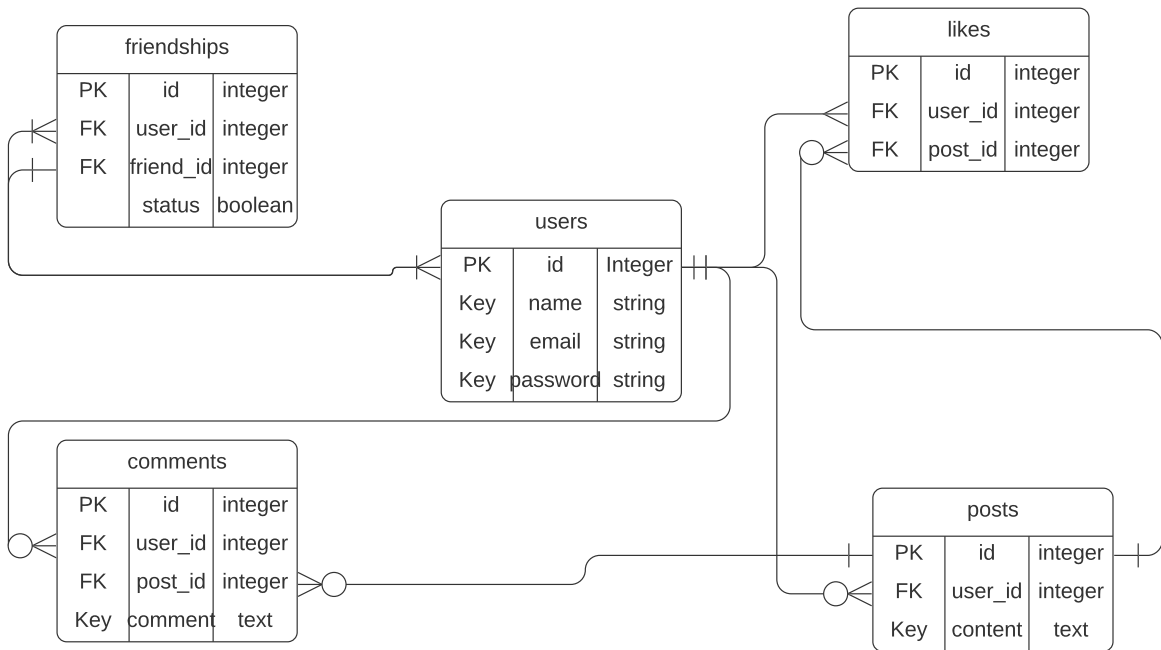 friendships
PK id integer
FK user_id integer
FK friend_id integer
status boolean
likes
PK id integer
FK user_id integer
FK post_id integer
users
PK id Integer
Key name string
Key email string
Key password string
comments
PK id integer
FK user_id integer
FK post_id integer
Key comment text
posts
PK id integer
FK user_id integer
Key content text